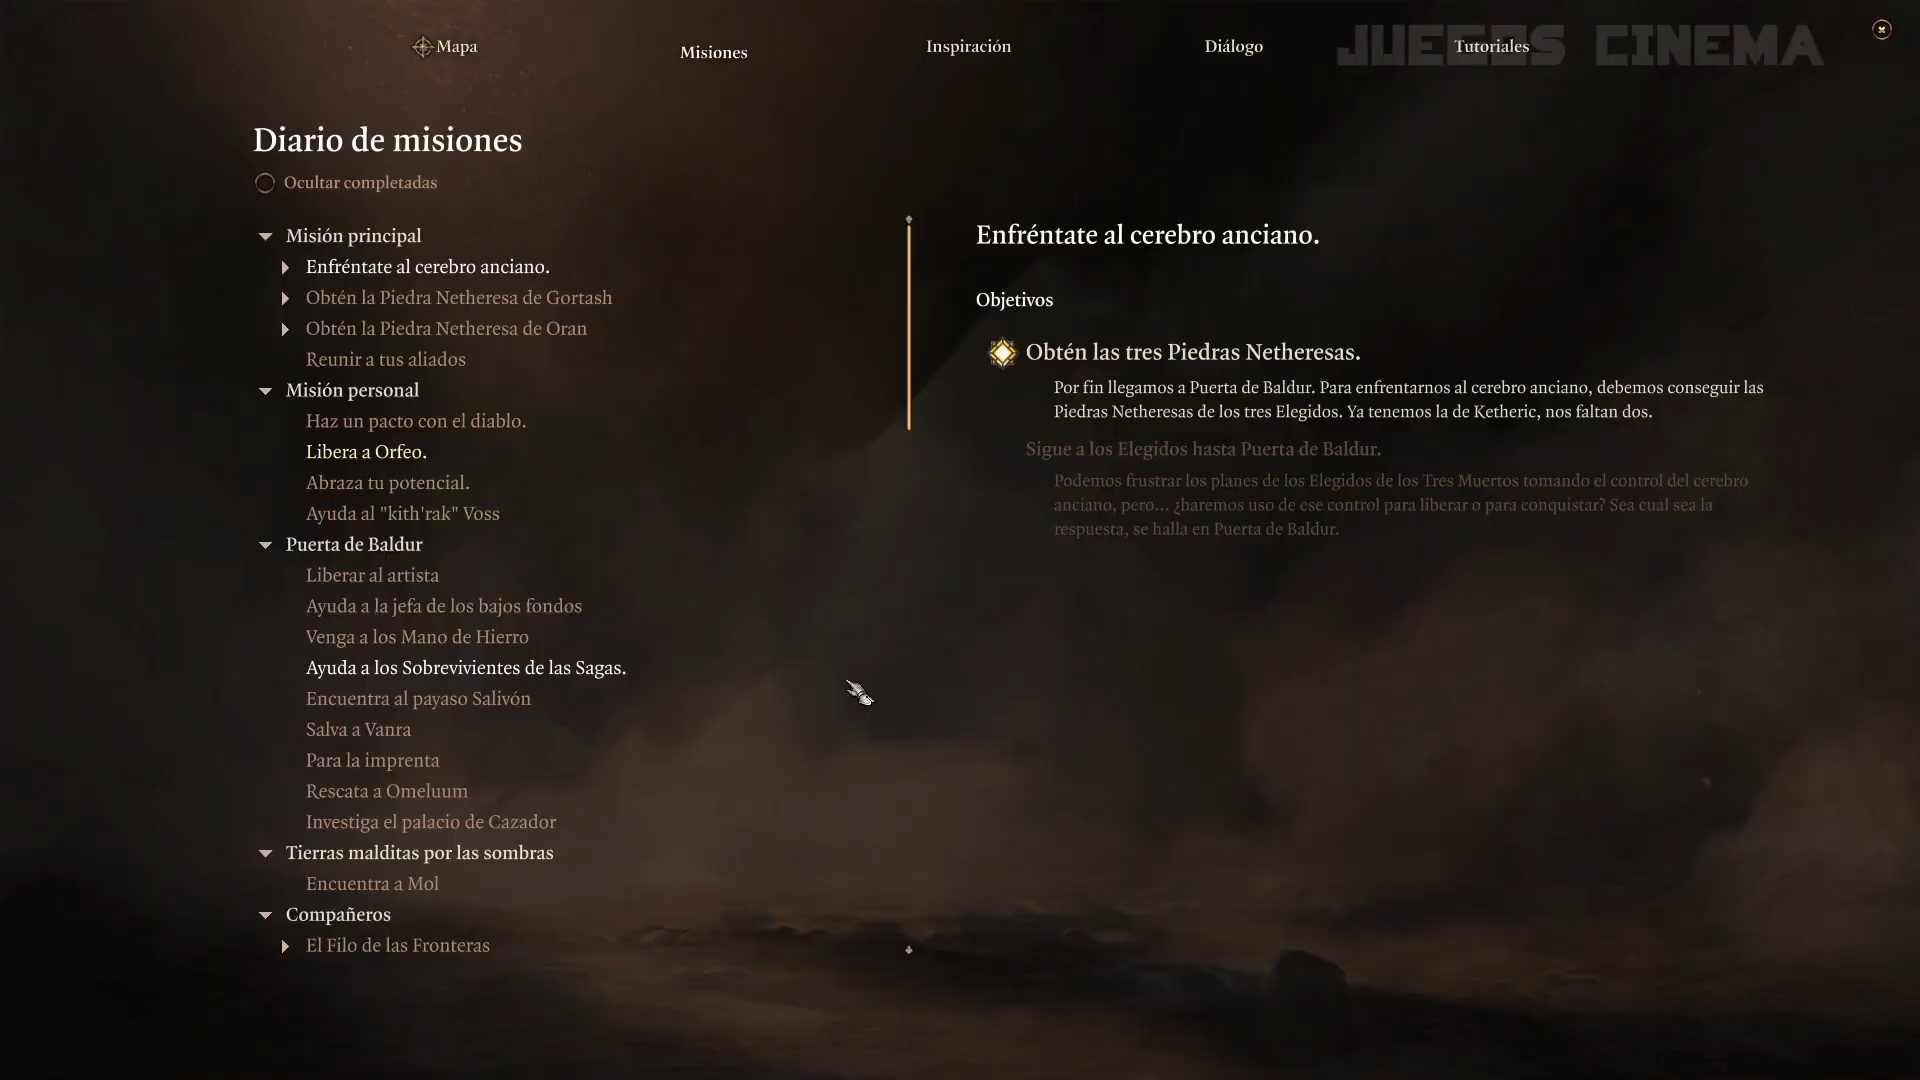 Mapa
Misiones
Inspiración
Diálogo
Tutoriales
JUEGOS CINEMA
Diario de misiones
Ocultar completadas
Misión principal
Enfréntate al cerebro anciano.
Obtén la Piedra Netheresa de Gortash
Obtén la Piedra Netheresa de Oran
Reunir a tus aliados
Misión personal
Haz un pacto con el diablo.
Libera a Orfeo.
Abraza tu potencial.
Ayuda al "kith'rak" Voss
Puerta de Baldur
Liberar al artista
Ayuda a la jefa de los bajos fondos
Venga a los Mano de Hierro
Ayuda a los Sobrevivientes de las Sagas.
Encuentra al payaso Salivón
Salva a Vanra
Para la imprenta
Rescata a Omeluum
Investiga el palacio de Cazador
Tierras malditas por las sombras
Encuentra a Mol
Compañeros
El Filo de las Fronteras
Enfréntate al cerebro anciano.
Objetivos
Obtén las tres Piedras Netheresas.
Por fin llegamos a Puerta de Baldur. Para enfrentarnos al cerebro anciano, debemos conseguir las
Piedras Netheresas de los tres Elegidos. Ya tenemos la de Ketheric, nos faltan dos.
Sigue a los Elegidos hasta Puerta de Baldur.
Podemos frustrar los planes de los Elegidos de los Tres Muertos tomando el control del cerebro
anciano, pero... ¿haremos uso de ese control para liberar o para conquistar? Sea cual sea la
respuesta, se halla en Puerta de Baldur.